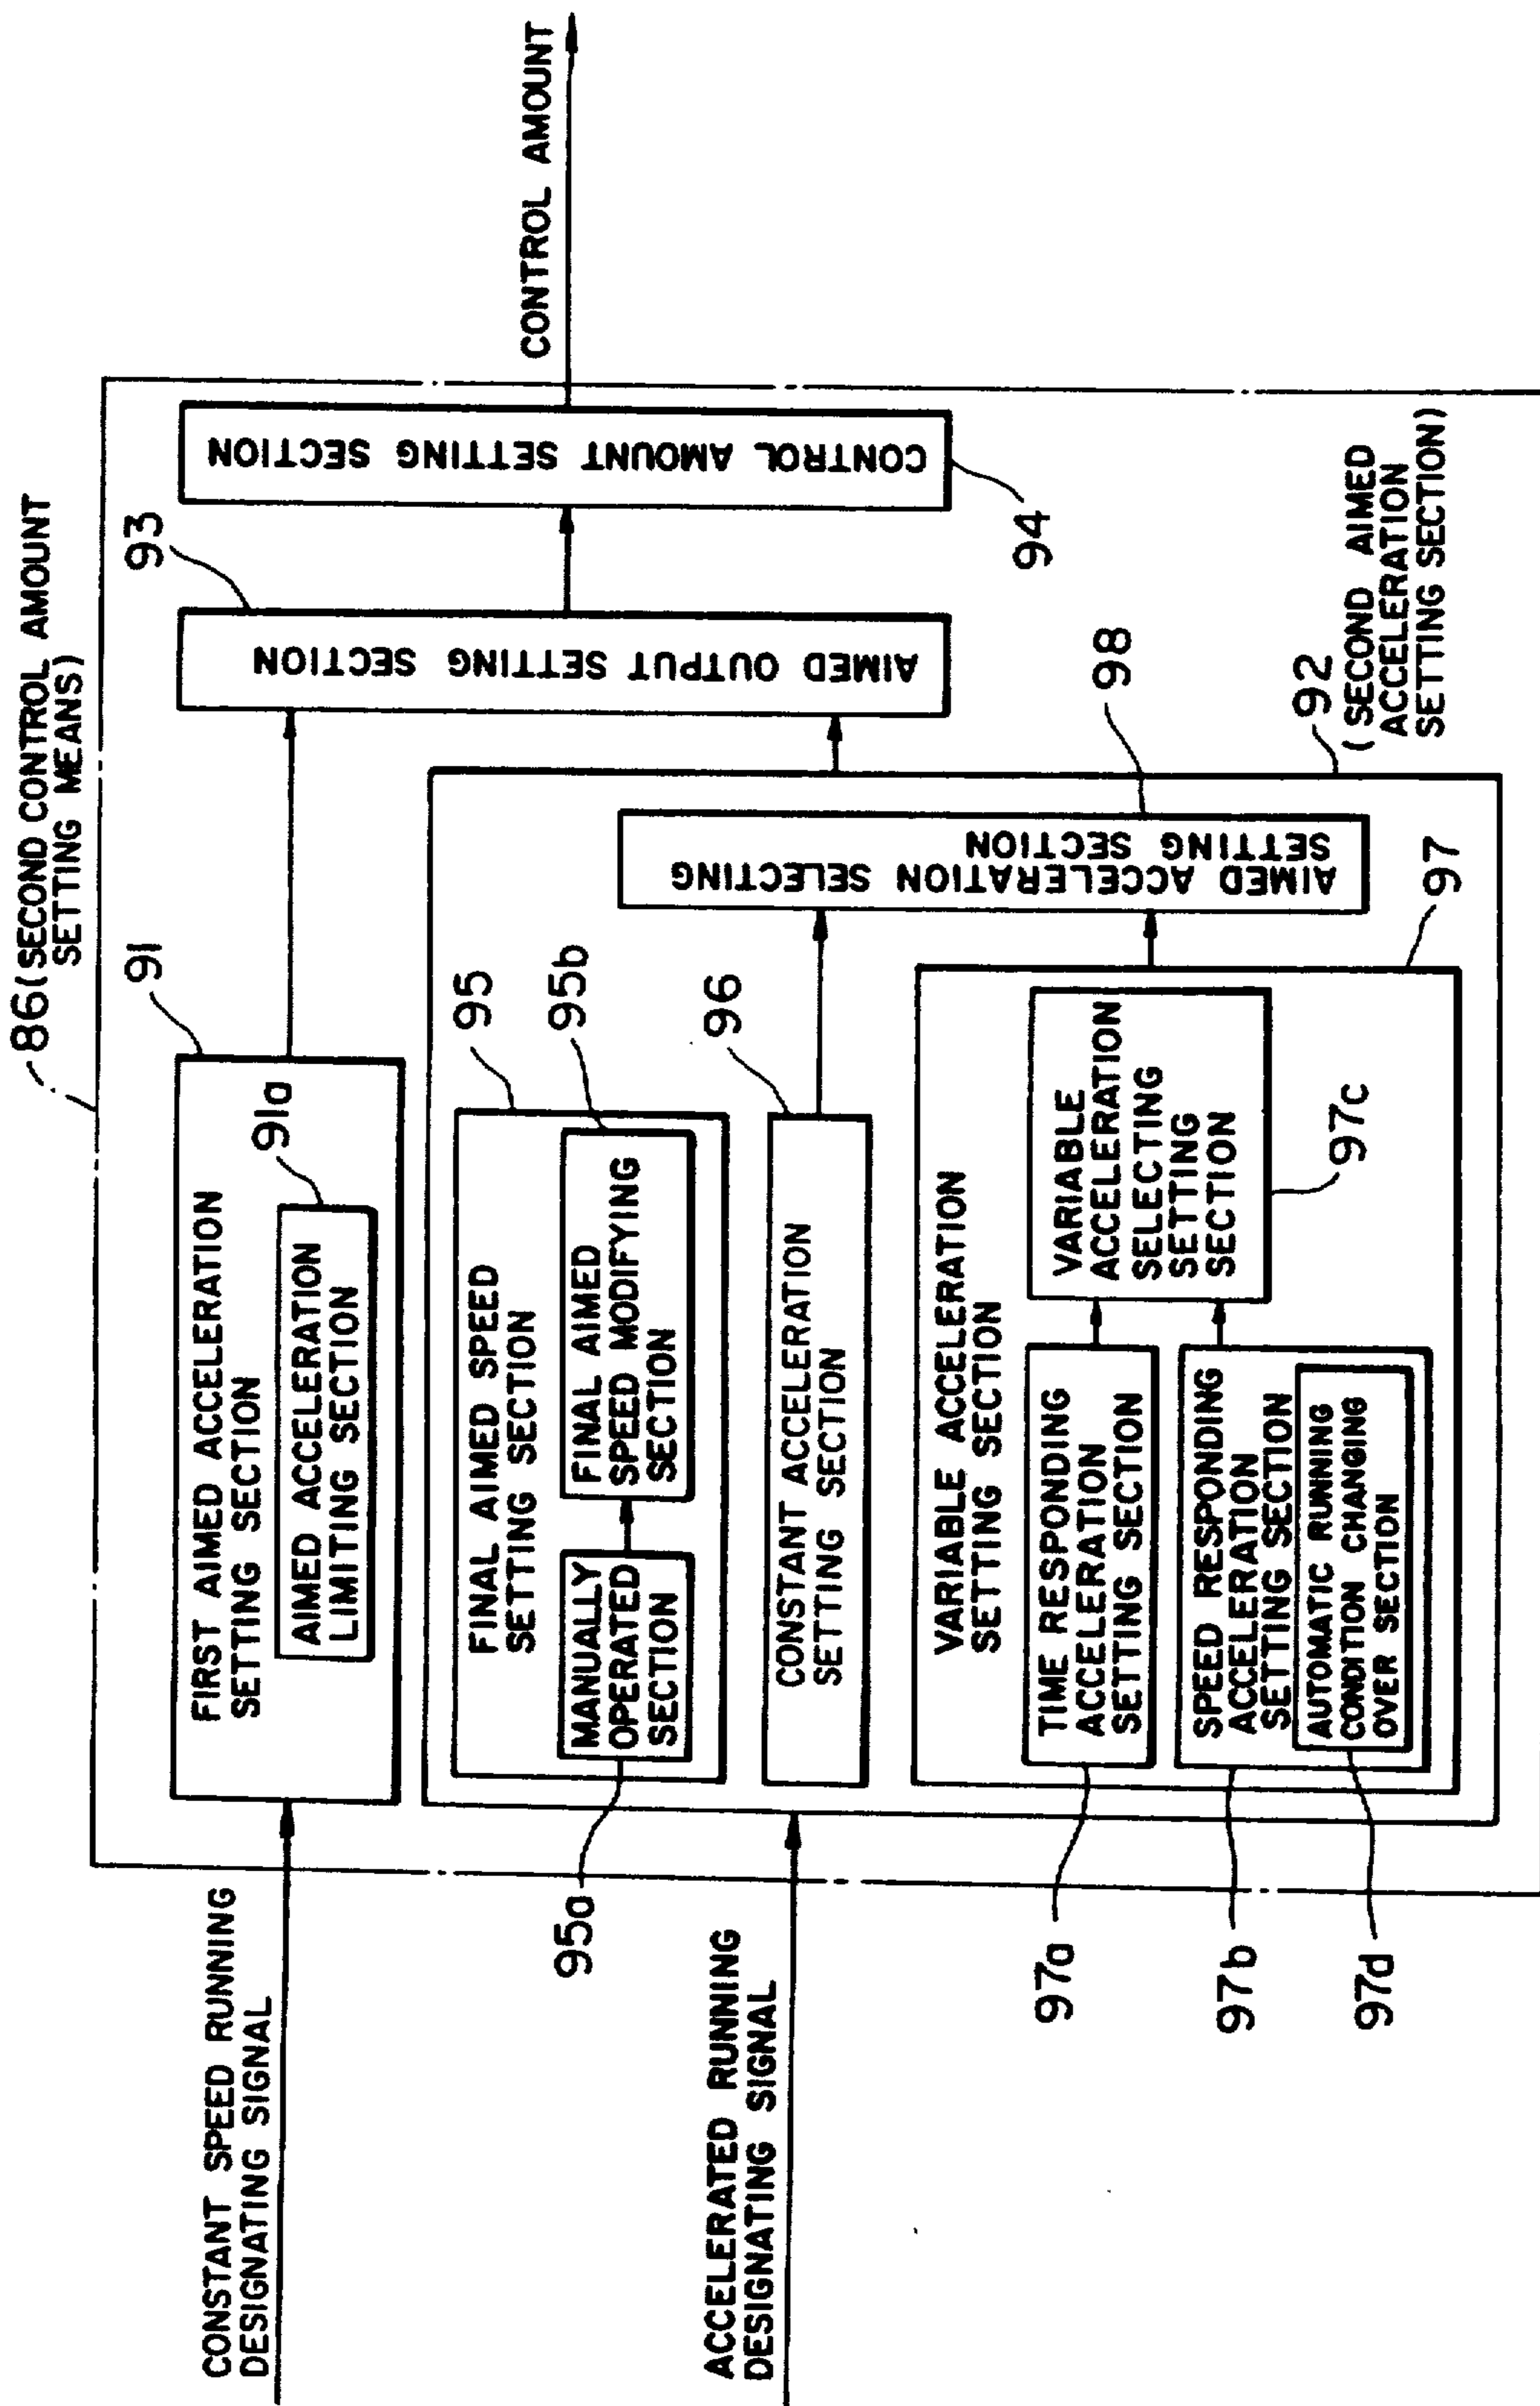 86 (SECOND CONTROL AMOUNT
SETTING MEANS)
CONSTANT SPEED RUNNING
DESIGNATING SIGNAL
91
FIRST AIMED ACCELERATION
SETTING SECTION
91a
AIMED ACCELERATION
LIMITING SECTION
93
AIMED OUTPUT SETTING SECTION
CONTROL AMOUNT SETTING SECTION
94
CONTROL AMOUNT
ACCELERATED RUNNING
DESIGNATING SIGNAL
95
FINAL AIMED SPEED
SETTING SECTION
95a
MANUALLY
OPERATED
SECTION
95b
FINAL AIMED
SPEED MODIFYING
SECTION
96
CONSTANT ACCELERATION
SETTING SECTION
VARIABLE ACCELERATION
SETTING SECTION
97
97a
TIME RESPONDING
ACCELERATION
SETTING SECTION
97b
SPEED RESPONDING
ACCELERATION
SETTING SECTION
97d
AUTOMATIC RUNNING
CONDITION CHANGING
OVER SECTION
VARIABLE
ACCELERATION
SELECTING
SETTING
SECTION
97c
AIMED ACCELERATION SELECTING
SETTING SECTION
98
92
(SECOND AIMED
ACCELERATION
SETTING SECTION)